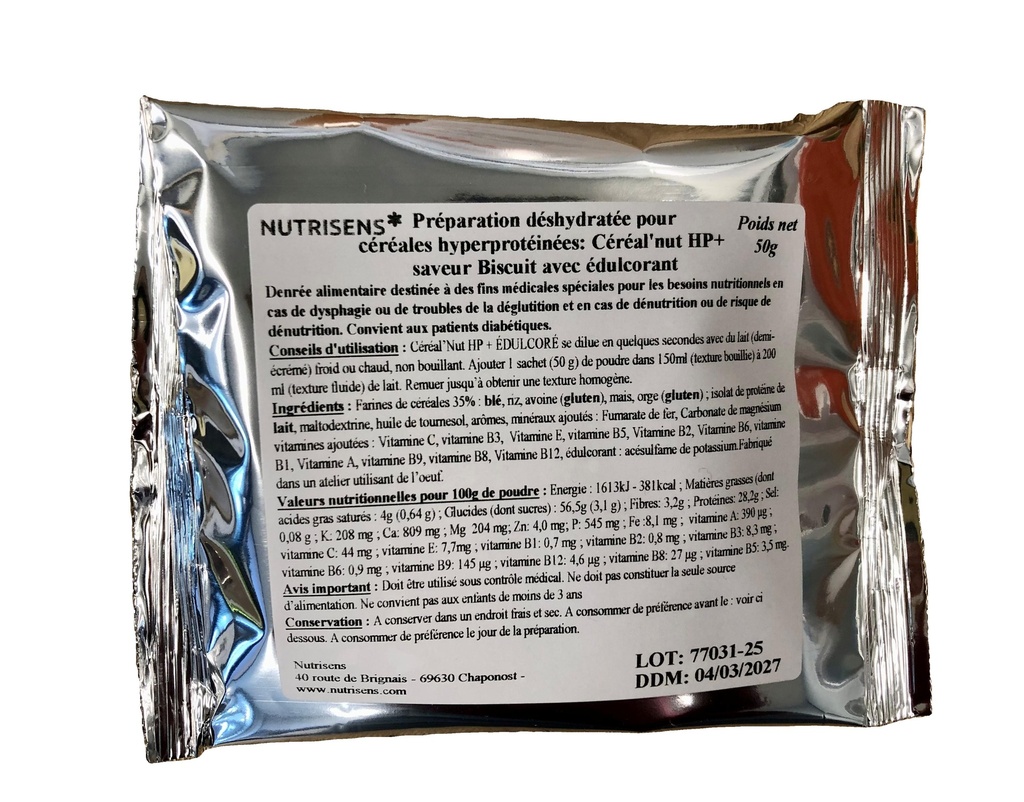 NUTRISENS* Préparation déshydratée pour
Poids net
céréales hyperprotéinées: Céréal'nut HP+
50g
saveur Biscuit avec édulcorant
Denrée alimentaire destinée à des fins médicales spéciales pour les besoins nutritionnels en
cas de dysphagie ou de troubles de la déglutition et en cas de dénutrition ou de risque de
dénutrition. Convient aux patients diabétiques.
Conseils d'utilisation : Céréal'Nut HP + ÉDULCORÉ se dilue en quelques secondes avec du lait (demi-
écrémé) froid ou chaud, non bouillant. Ajouter 1 sachet (50 g) de poudre dans 150ml (texture bouillie) à 200
ml (texture fluide) de lait. Remuer jusqu'à obtenir une texture homogène.
Ingrédients : Farines de céréales 35% : blé, riz, avoine (gluten), mais, orge (gluten) ; isolat de protéine de
lait, maltodextrine, huile de tournesol, arômes, minéraux ajoutés : Fumarate de fer, Carbonate de magnésium
vitamines ajoutées : Vitamine C, vitamine B3, Vitamine E, vitamine B5, Vitamine B2, Vitamine B6, vitamine
B1, Vitamine A, vitamine B9, vitamine B8, Vitamine B12, édulcorant : acésulfame de potassium.Fabriqué
dans un atelier utilisant de l'oeuf.
Valeurs nutritionnelles pour 100g de poudre : Energie : 1613kJ - 381kcal ; Matières grasses (dont
acides gras saturés : 4g (0,64 g) ; Glucides (dont sucres) : 56,5g (3,1 g) ; Fibres: 3,2g ; Protéines: 28,2g ; Sel:
0,08 g ; K: 208 mg ; Ca: 809 mg ; Mg 204 mg; Zn: 4,0 mg; P: 545 mg ; Fe :8,1 mg ; vitamine A: 390 µg ;
vitamine C: 44 mg ; vitamine E: 7,7mg ; vitamine B1: 0,7 mg ; vitamine B2: 0,8 mg ; vitamine B3: 8,3 mg ;
vitamine B6: 0,9 mg ; vitamine B9: 145 µg ; vitamine B12: 4,6 µg ; vitamine B8: 27 µg ; vitamine B5: 3,5 mg.
Avis important : Doit être utilisé sous contrôle médical. Ne doit pas constituer la seule source
d'alimentation. Ne convient pas aux enfants de moins de 3 ans
Conservation : A conserver dans un endroit frais et sec. A consommer de préférence avant le : voir ci
dessous. A consommer de préférence le jour de la préparation.
Nutrisens
40 route de Brignais - 69630 Chaponost -
www.nutrisens.com
LOT: 77031-25
DDM: 04/03/2027